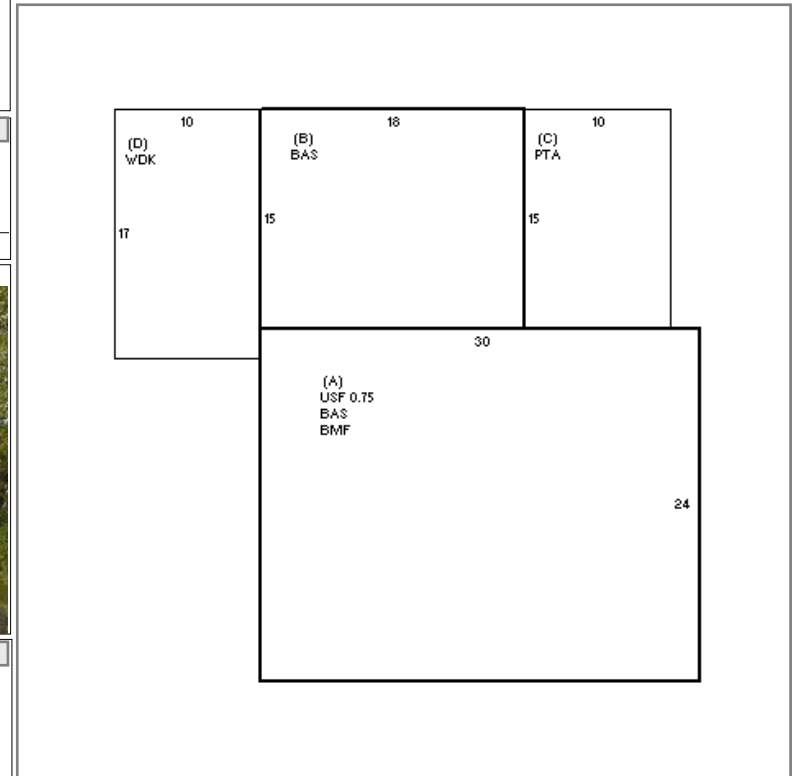 10
(D)
WDK
17
18
(B)
BAS
15
10
(C)
PTA
15
30
(A)
USF 0.75
BAS
BMF
24